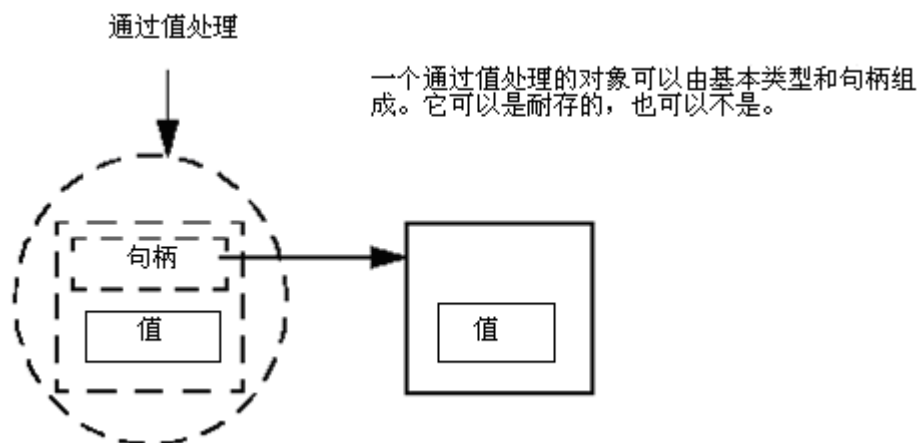 通过值处理
一个通过值处理的对象可以由基本类型和句柄组
成。它可以是耐存的，也可以不是。
句柄
值
值